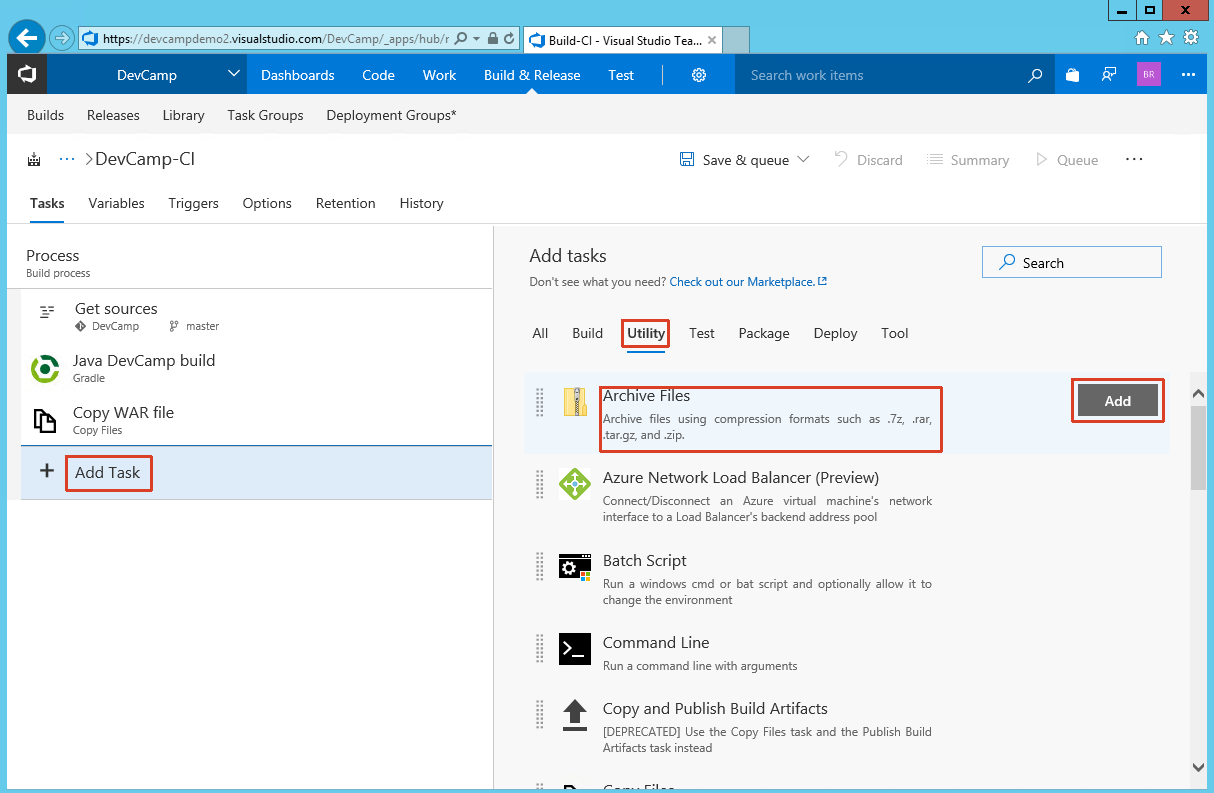 https://devcampdemo2.visualstudio.com/DevCamp/_apps/hub/r
Build-CI - Visual Studio Tea...
DevCamp
Dashboards
Code
Work
Build & Release
Test
Search work items
BR
Builds
Releases
Library
Task Groups
Deployment Groups*
DevCamp-CI
Save & queue
Discard
Summary
Queue
Tasks
Variables
Triggers
Options
Retention
History
Process
Build process
Get sources
DevCamp
master
Java DevCamp build
Gradle
Copy WAR file
Copy Files
Add Task
Add tasks
Don't see what you need? Check out our Marketplace.
Search
All
Build
Utility
Test
Package
Deploy
Tool
Archive Files
Archive files using compression formats such as .7z, .rar,
.tar.gz, and .zip.
Add
Azure Network Load Balancer (Preview)
Connect/Disconnect an Azure virtual machine's network
interface to a Load Balancer's backend address pool
Batch Script
Run a windows cmd or bat script and optionally allow it to
change the environment
Command Line
Run a command line with arguments
Copy and Publish Build Artifacts
[DEPRECATED] Use the Copy Files task and the Publish Build
Artifacts task instead
Copy Files